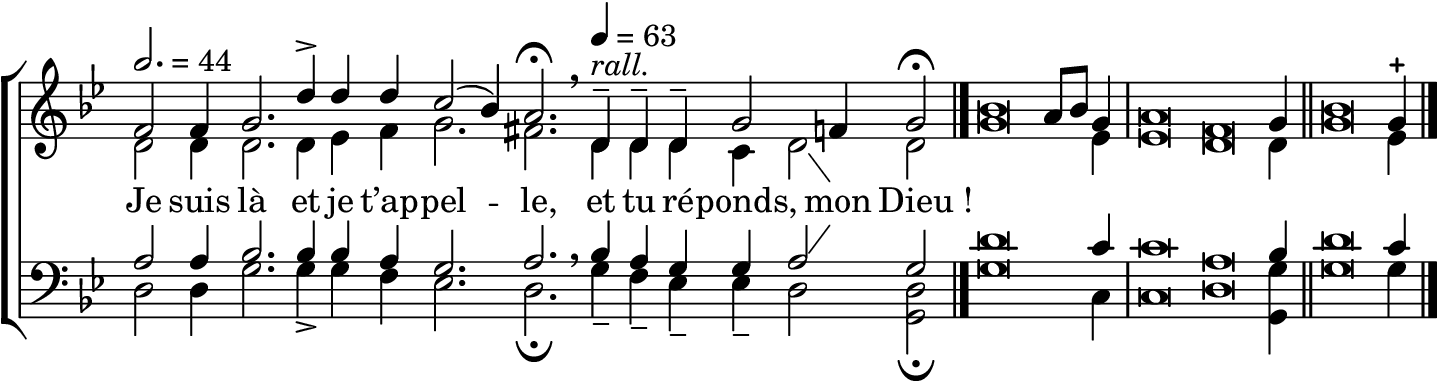 = 44
= 63
rall.
Je suis là et je t’appel - le, et tu réponds, mon Dieu !